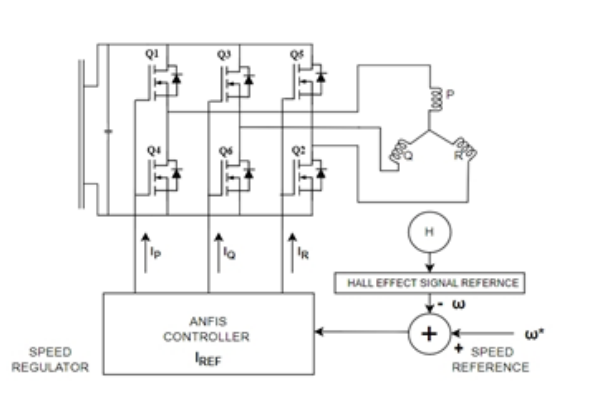 Q1
Q3
Q5
P
Q4
Q6
Q2
Q
R
H
IP
IQ
IR
HALL EFFECT SIGNAL REFERNCE
- ω
ANFIS
CONTROLLER
IREF
+
ω*
+
SPEED
REFERENCE
SPEED
REGULATOR